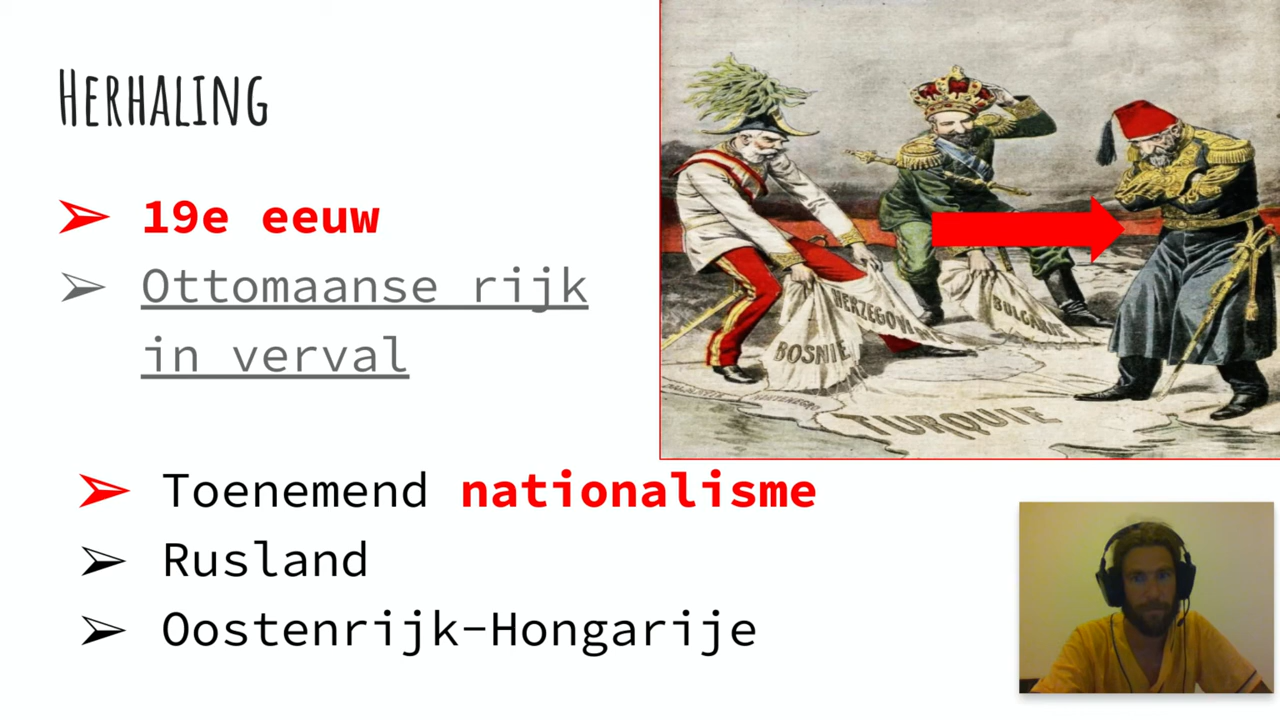 Herhaling
➢ 19e eeuw
➢ Ottomaanse rijk
in verval
➢ Toenemend nationalisme
➢ Rusland
➢ Oostenrijk-Hongarije
BOSNIE
HERZEGOVINE
BULGARIE
TURQUIE